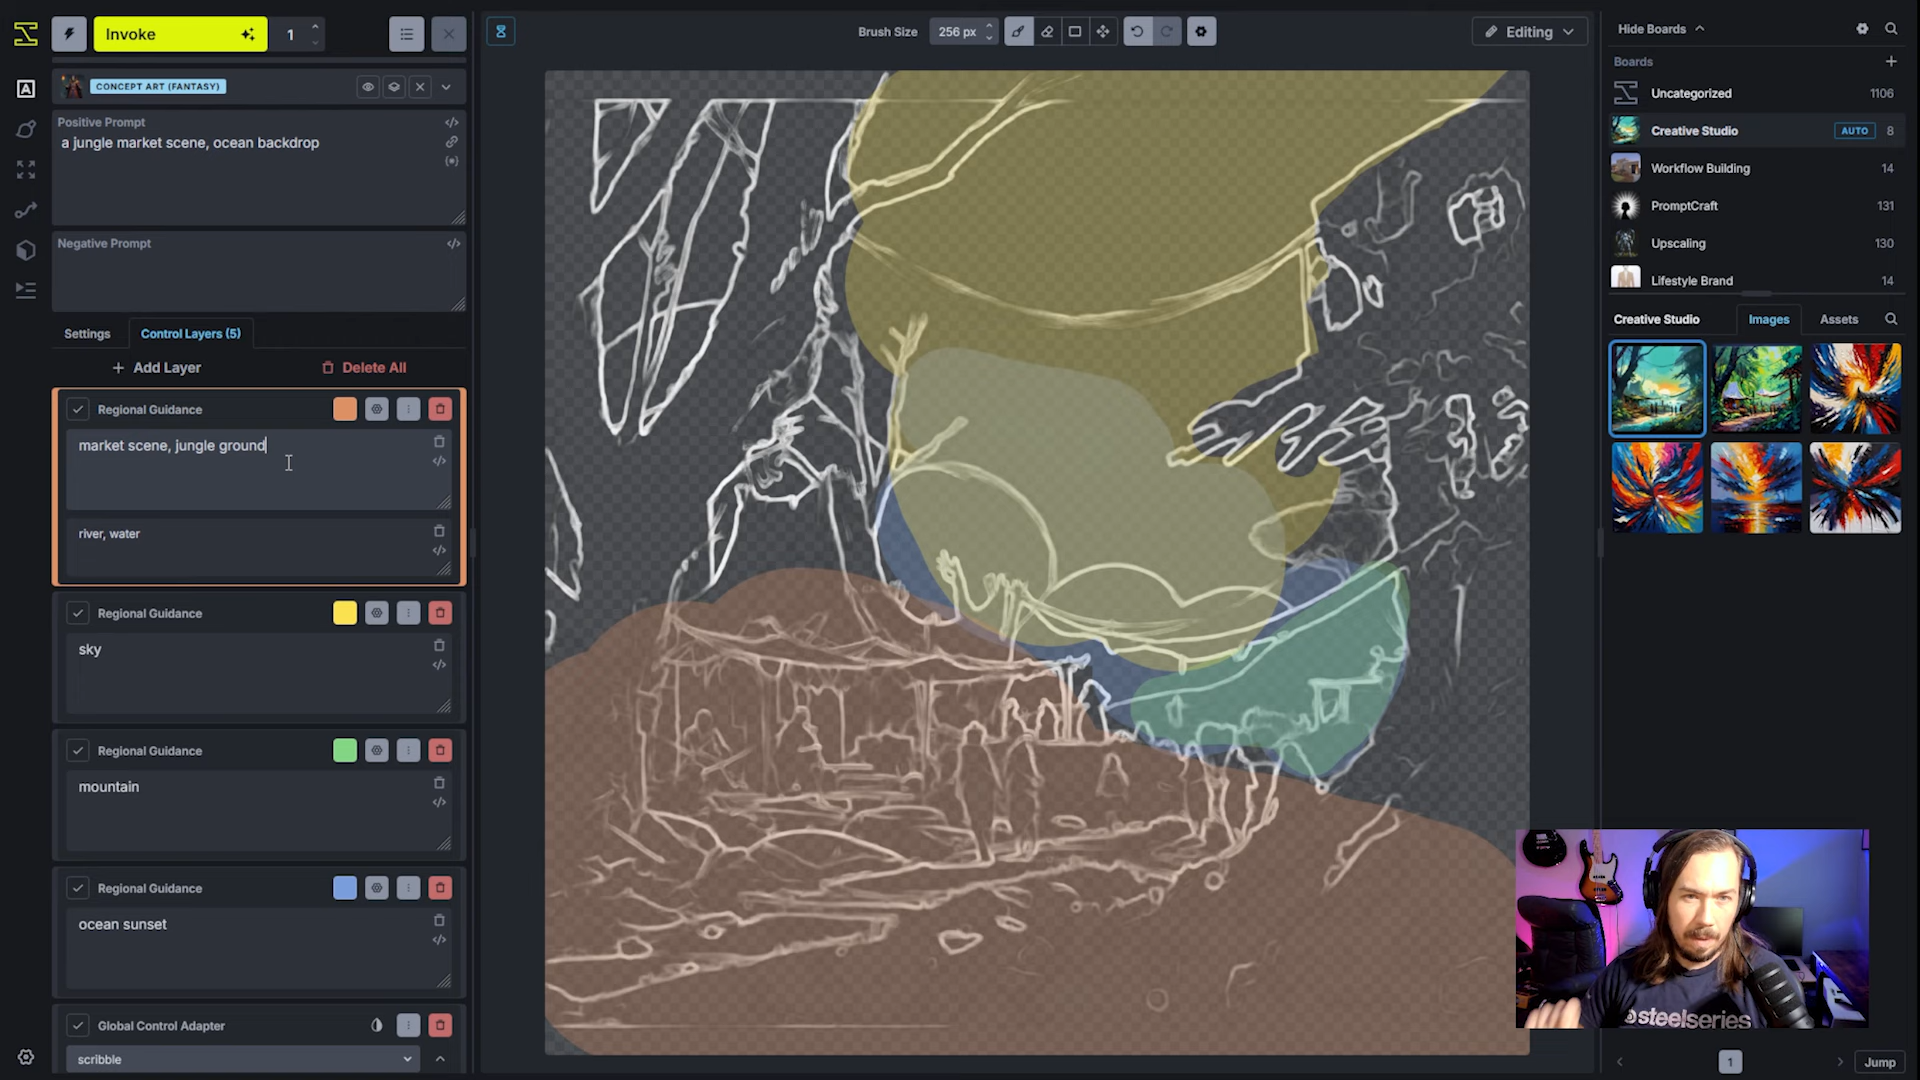 Invoke
1
Brush Size
256 px
Editing
Hide Boards
Boards
CONCEPT ART (FANTASY)
Positive Prompt
a jungle market scene, ocean backdrop
Negative Prompt
Settings
Control Layers (5)
Add Layer
Delete All
Regional Guidance
market scene, jungle ground
river, water
Regional Guidance
sky
Regional Guidance
mountain
Regional Guidance
ocean sunset
Global Control Adapter
scribble
Uncategorized
1106
Creative Studio
AUTO
8
Workflow Building
14
PromptCraft
131
Upscaling
130
Lifestyle Brand
14
Creative Studio
Images
Assets
steelseries
1
Jump